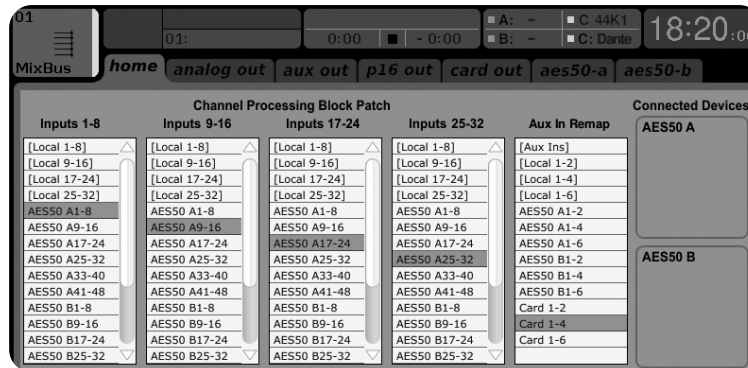 01
MixBus
01:
0:00
- 0:00
A: -
B: -
C 44K1
C: Dante
18:20
home
analog out
aux out
p16 out
card out
aes50-a
aes50-b
Channel Processing Block Patch
Connected Devices
Inputs 1-8
Inputs 9-16
Inputs 17-24
Inputs 25-32
Aux In Remap
AES50 A
AES50 B
[Local 1-8]
[Local 9-16]
[Local 17-24]
[Local 25-32]
AES50 A1-8
AES50 A9-16
AES50 A17-24
AES50 A25-32
AES50 A33-40
AES50 A41-48
AES50 B1-8
AES50 B9-16
AES50 B17-24
AES50 B25-32
[Local 1-8]
[Local 9-16]
[Local 17-24]
[Local 25-32]
AES50 A1-8
AES50 A9-16
AES50 A17-24
AES50 A25-32
AES50 A33-40
AES50 A41-48
AES50 B1-8
AES50 B9-16
AES50 B17-24
AES50 B25-32
[Local 1-8]
[Local 9-16]
[Local 17-24]
[Local 25-32]
AES50 A1-8
AES50 A9-16
AES50 A17-24
AES50 A25-32
AES50 A33-40
AES50 A41-48
AES50 B1-8
AES50 B9-16
AES50 B17-24
AES50 B25-32
[Local 1-8]
[Local 9-16]
[Local 17-24]
[Local 25-32]
AES50 A1-8
AES50 A9-16
AES50 A17-24
AES50 A25-32
AES50 A33-40
AES50 A41-48
AES50 B1-8
AES50 B9-16
AES50 B17-24
AES50 B25-32
[Aux Ins]
[Local 1-2]
[Local 1-4]
[Local 1-6]
AES50 A1-2
AES50 A1-4
AES50 A1-6
AES50 B1-2
AES50 B1-4
AES50 B1-6
Card 1-2
Card 1-4
Card 1-6